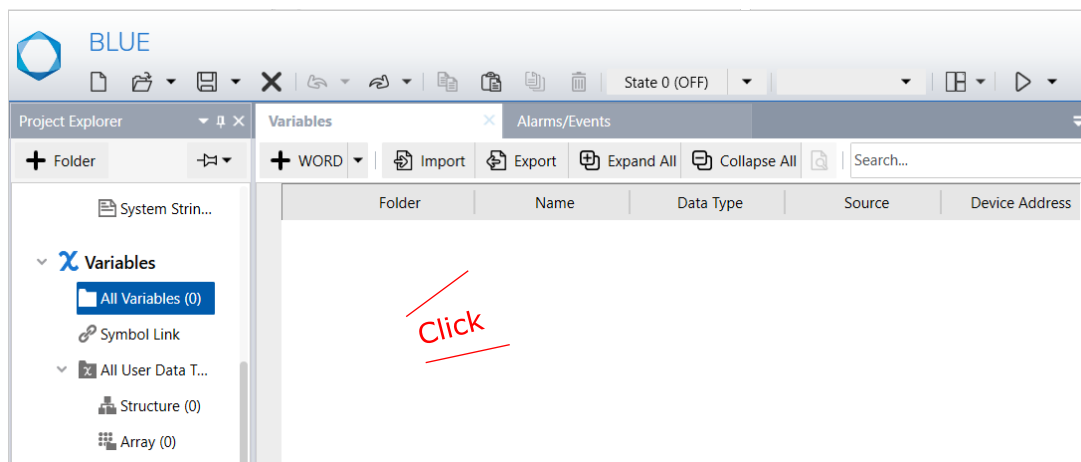 BLUE
State 0 (OFF)
Project Explorer
Variables
Alarms/Events
Folder
WORD
Import
Export
Expand All
Collapse All
Search...
Folder
Name
Data Type
Source
Device Address
System Strin...
Variables
All Variables (0)
Symbol Link
All User Data T...
Structure (0)
Array (0)
Click